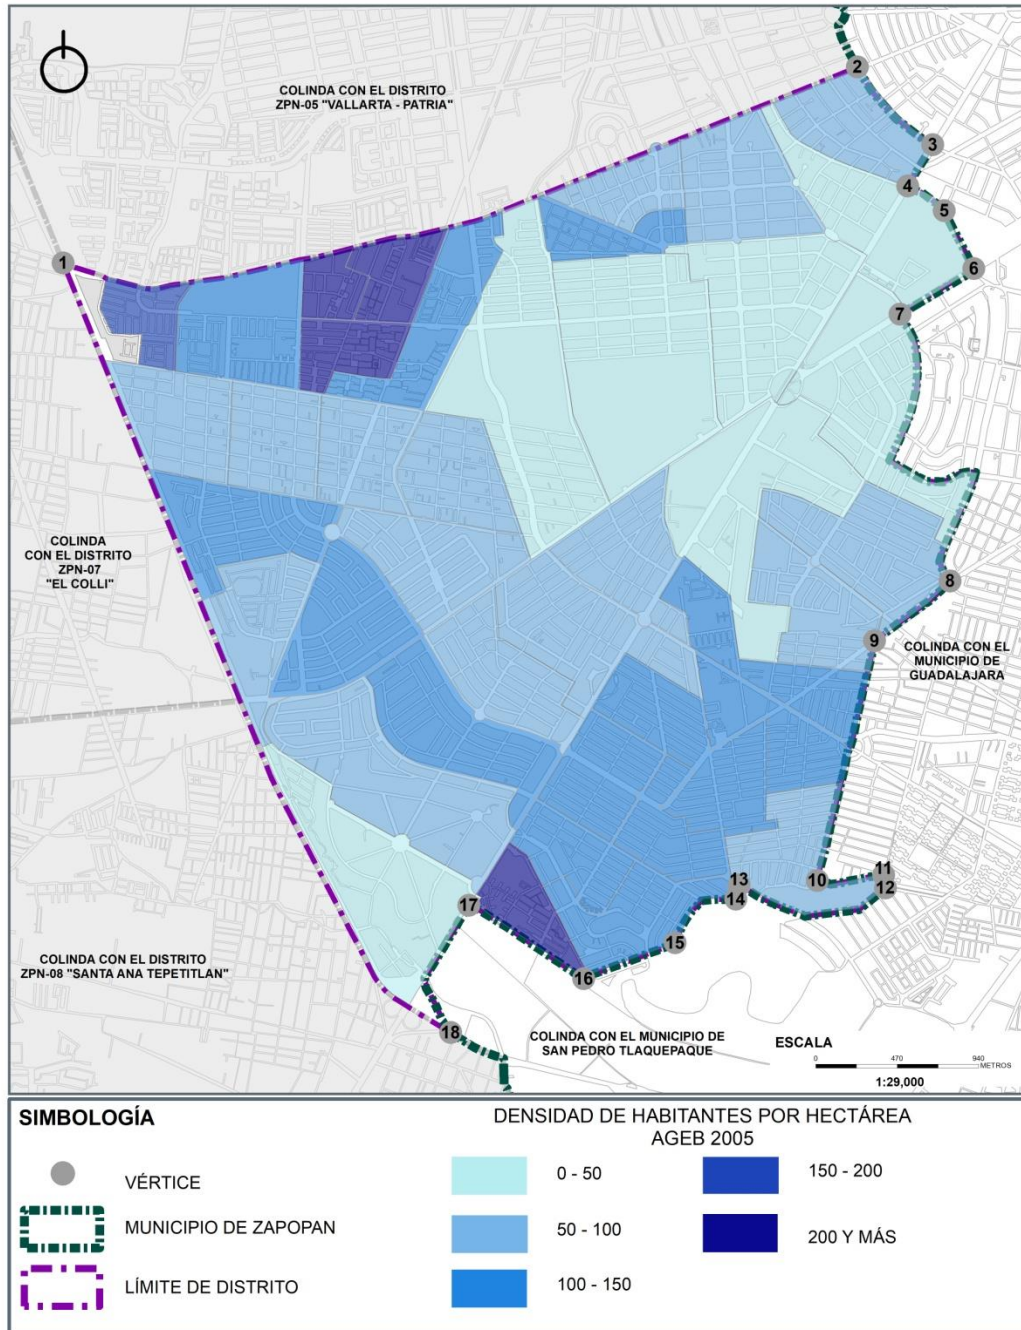 COLINDA CON EL DISTRITO
ZPN-05 "VALLARTA - PATRIA"
2
3
4
5
6
1
7
COLINDA
CON EL DISTRITO
ZPN-07
"EL COLLI"
8
9
COLINDA CON EL
MUNICIPIO DE
GUADALAJARA
10
11
12
13
14
15
17
16
COLINDA CON EL DISTRITO
ZPN-08 "SANTA ANA TEPETITLAN"
18
COLINDA CON EL MUNICIPIO DE
SAN PEDRO TLAQUEPAQUE
ESCALA
0 470 940
METROS
1:29,000
SIMBOLOGÍA
VÉRTICE
MUNICIPIO DE ZAPOPAN
LÍMITE DE DISTRITO
DENSIDAD DE HABITANTES POR HECTÁREA
AGEB 2005
0 - 50
50 - 100
100 - 150
150 - 200
200 Y MÁS